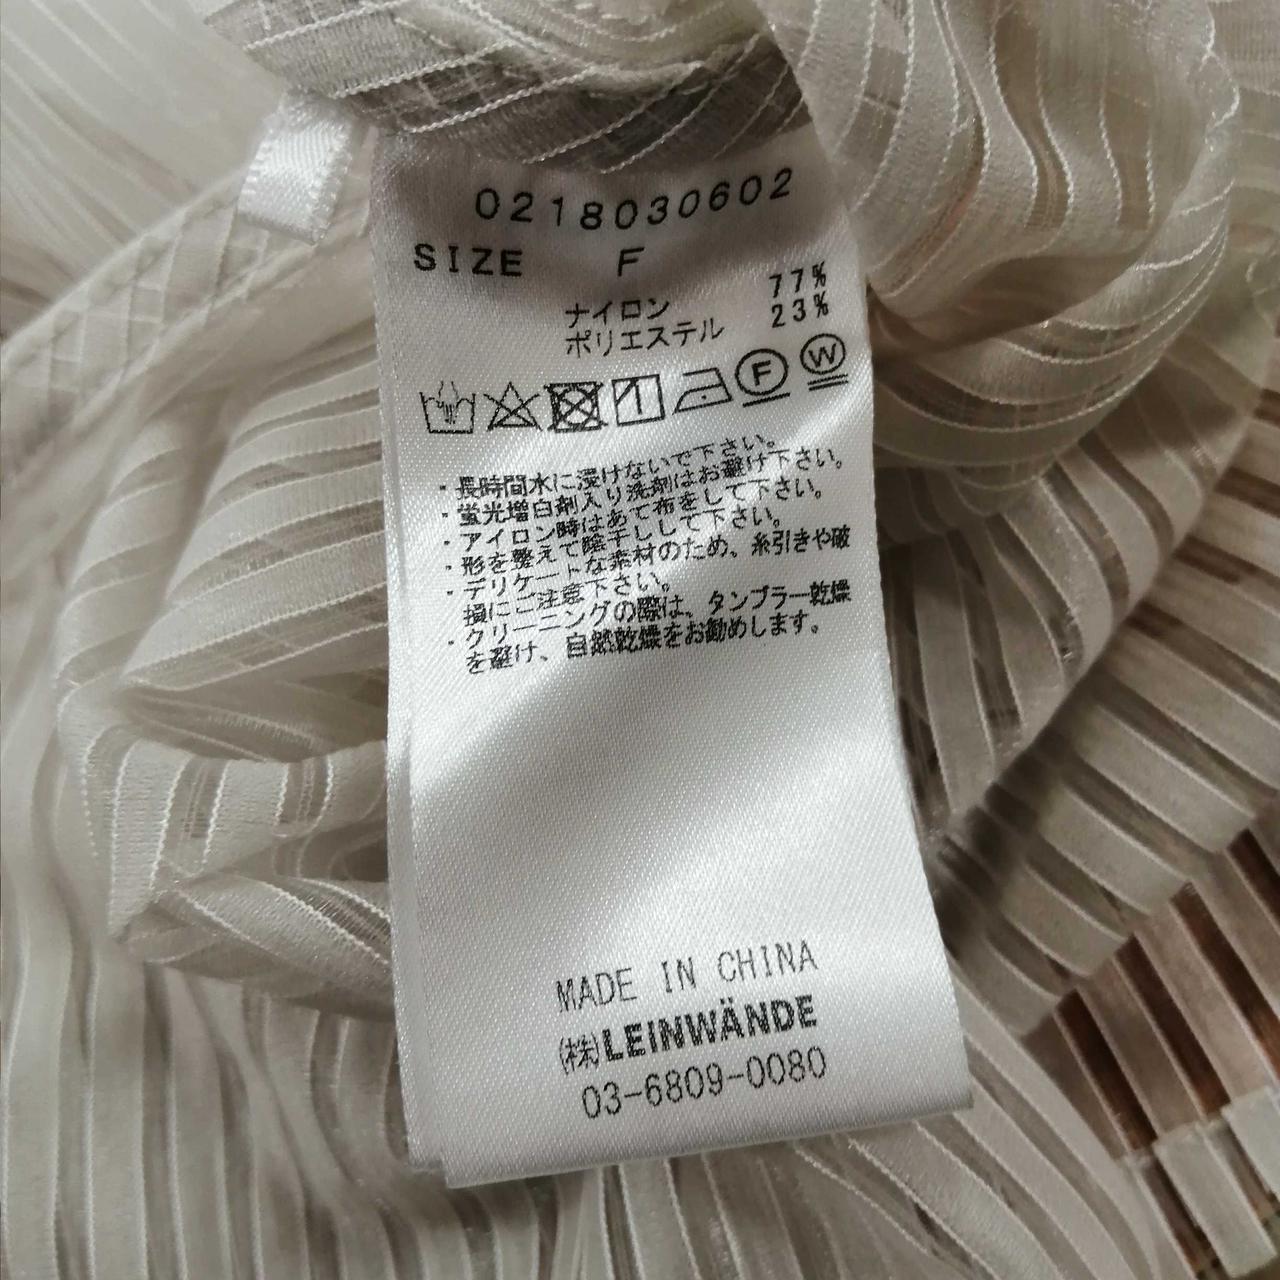 0218030602
SIZE F
ナイロン 77%
ポリエステル 23%
F W
・長時間水に浸けないで下さい。
・蛍光増白剤入り洗剤はお避け下さい。
・アイロン時はあて布をして下さい。
・形を整えて陰干しして下さい。
・デリケートな素材のため、糸引きや破
損にご注意下さい。
・クリーニングの際は、タンブラー乾燥
を避け、自然乾燥をお勧めします。
MADE IN CHINA
(株)LEINWÄNDE
03-6809-0080